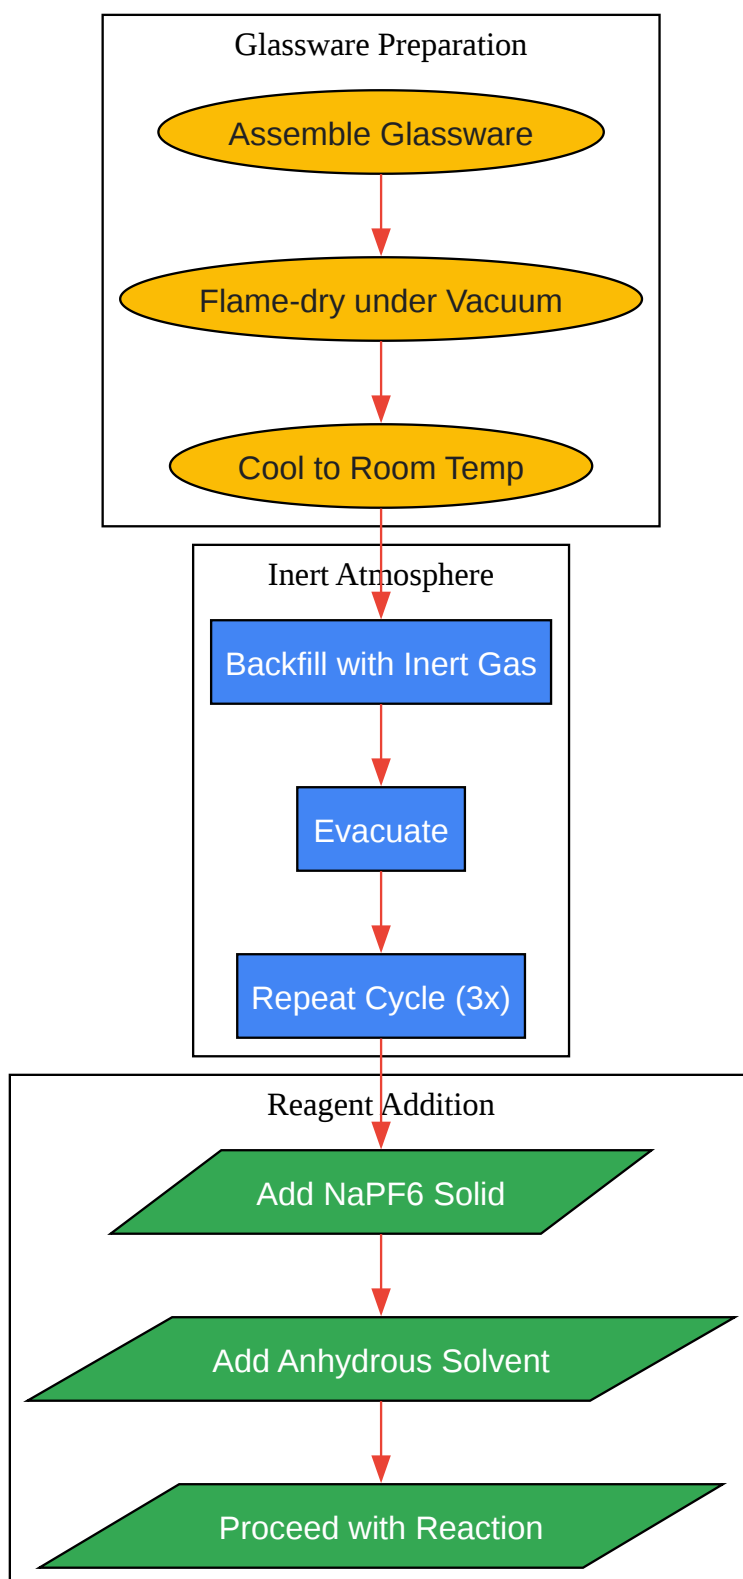 Glassware Preparation
Assemble Glassware
Flame-dry under Vacuum
Cool to Room Temp
Inert Atmosphere
Backfill with Inert Gas
Evacuate
Repeat Cycle (3x)
Reagent Addition
Add NaPF6 Solid
Add Anhydrous Solvent
Proceed with Reaction